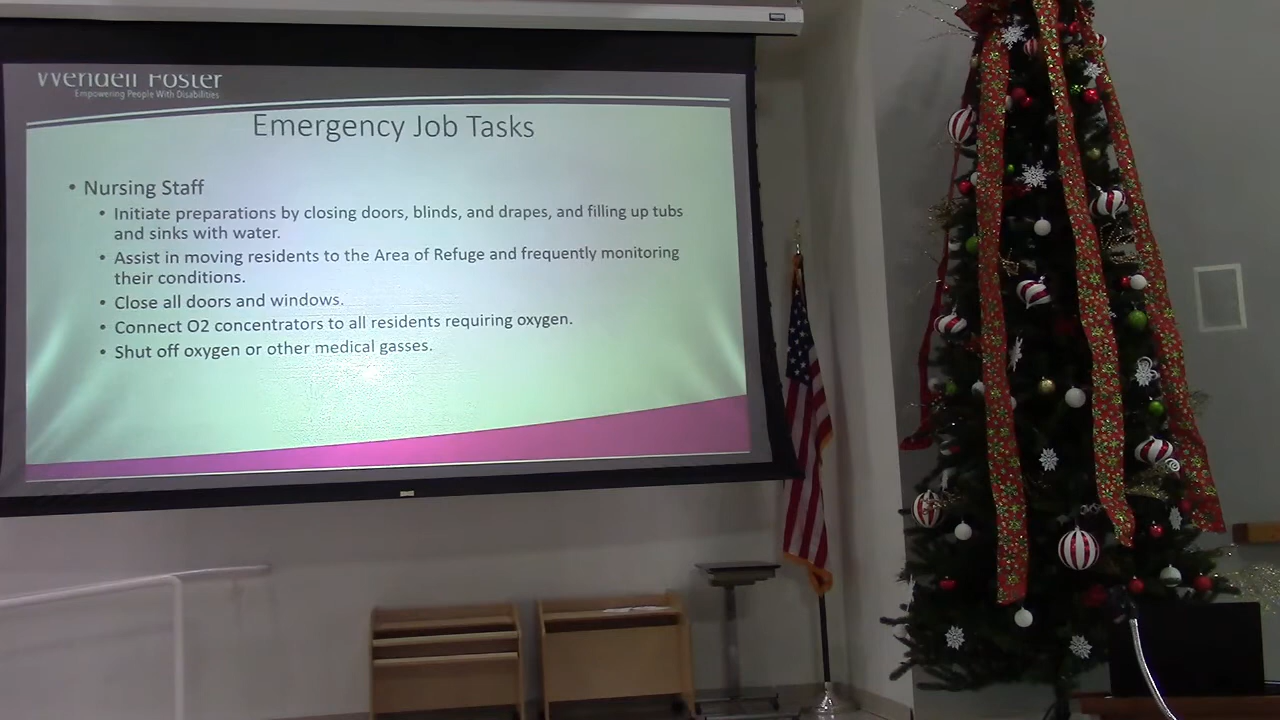 Wendell Foster
Empowering People With Disabilities
Emergency Job Tasks
• Nursing Staff
• Initiate preparations by closing doors, blinds, and drapes, and filling up tubs
and sinks with water.
• Assist in moving residents to the Area of Refuge and frequently monitoring
their conditions.
• Close all doors and windows.
• Connect O2 concentrators to all residents requiring oxygen.
• Shut off oxygen or other medical gasses.